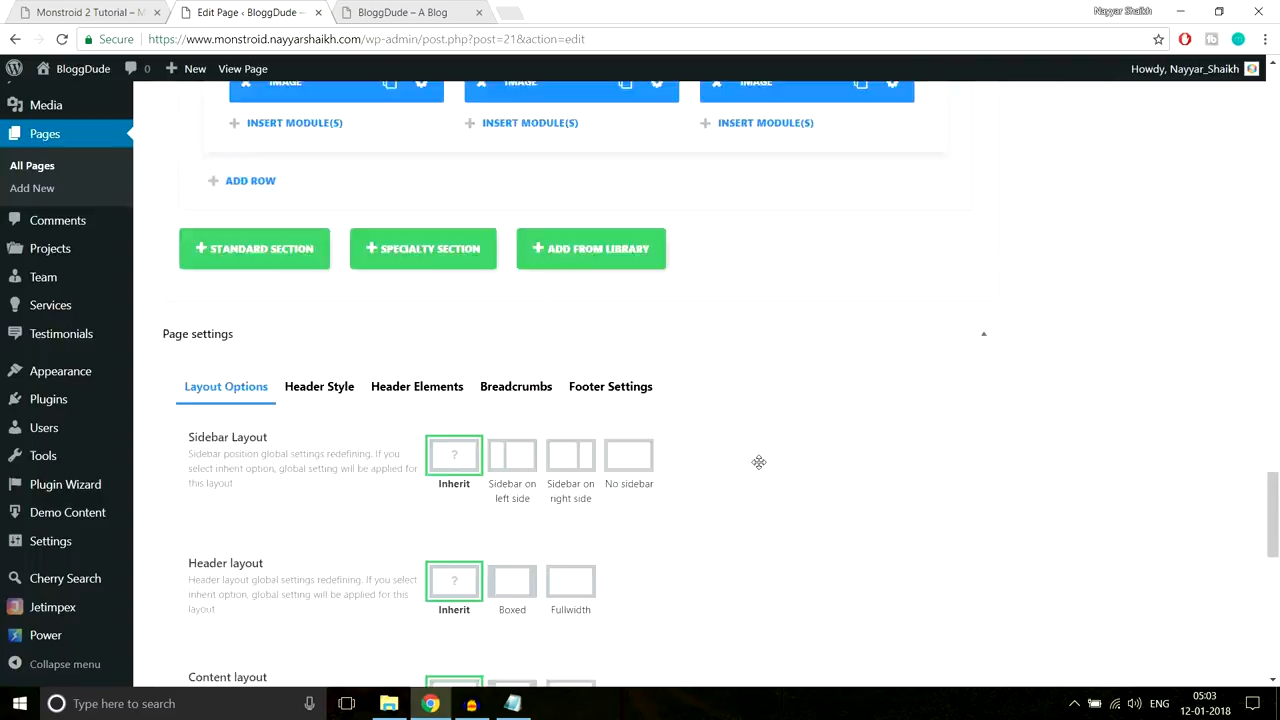 Monstroid 2 Tutorial – M
Edit Page ‹ BloggDude —
BloggDude – A Blog
Nayyar Shaikh
Secure
https://www.monstroid.nayyarshaikh.com/wp-admin/post.php?post=21&action=edit
BloggDude
0
New
View Page
Howdy, Nayyar_Shaikh
Media
Pages
All Pages
Add New
Comments
Projects
Team
Services
Testimonials
Appearance
Plugins
Users
Tools
Plugin Wizard
Demo Content
Settings
Cherry Search
Jetimpex
Power
Collapse menu
IMAGE
IMAGE
IMAGE
INSERT MODULE(S)
INSERT MODULE(S)
INSERT MODULE(S)
ADD ROW
STANDARD SECTION
SPECIALTY SECTION
ADD FROM LIBRARY
Page settings
Layout Options
Header Style
Header Elements
Breadcrumbs
Footer Settings
Sidebar Layout
Sidebar position global settings redefining. If you
select inherit option, global setting will be applied for
this layout
?
Inherit
Sidebar on
left side
Sidebar on
right side
No sidebar
Header layout
Header layout global settings redefining. If you select
inherit option, global setting will be applied for this
layout
?
Inherit
Boxed
Fullwidth
Content layout
Type here to search
ENG
05:03
12-01-2018